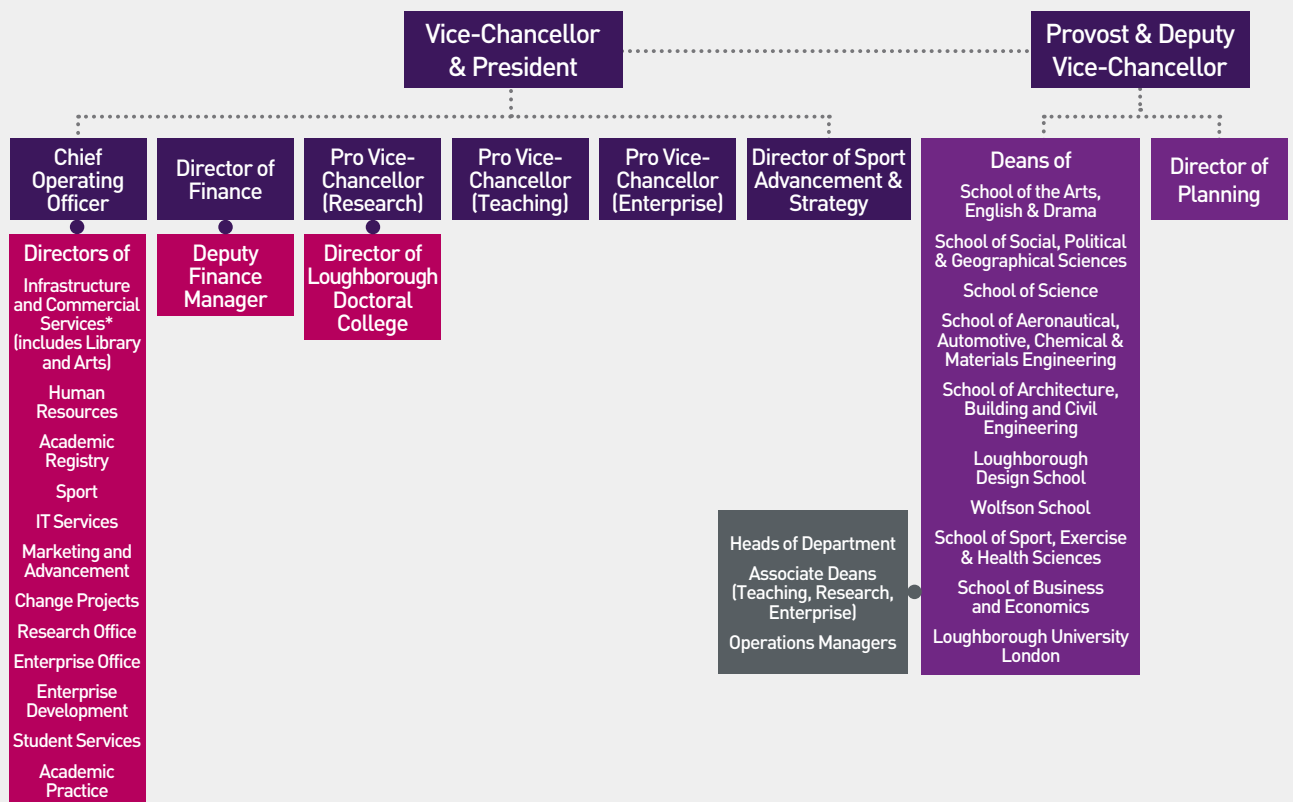 Vice-Chancellor
& President
Provost & Deputy
Vice-Chancellor
Chief
Operating
Officer
Director of
Finance
Pro Vice-
Chancellor
(Research)
Pro Vice-
Chancellor
(Teaching)
Pro Vice-
Chancellor
(Enterprise)
Director of Sport
Advancement &
Strategy
Deans of
School of the Arts,
English & Drama
School of Social, Political
& Geographical Sciences
School of Science
School of Aeronautical,
Automotive, Chemical &
Materials Engineering
School of Architecture,
Building and Civil
Engineering
Loughborough
Design School
Wolfson School
School of Sport, Exercise
& Health Sciences
School of Business
and Economics
Loughborough University
London
Director of
Planning
Directors of
Infrastructure
and Commercial
Services*
(includes Library
and Arts)
Human
Resources
Academic
Registry
Sport
IT Services
Marketing and
Advancement
Change Projects
Research Office
Enterprise Office
Enterprise
Development
Student Services
Academic
Practice
Deputy
Finance
Manager
Director of
Loughborough
Doctoral
College
Heads of Department
Associate Deans
(Teaching, Research,
Enterprise)
Operations Managers